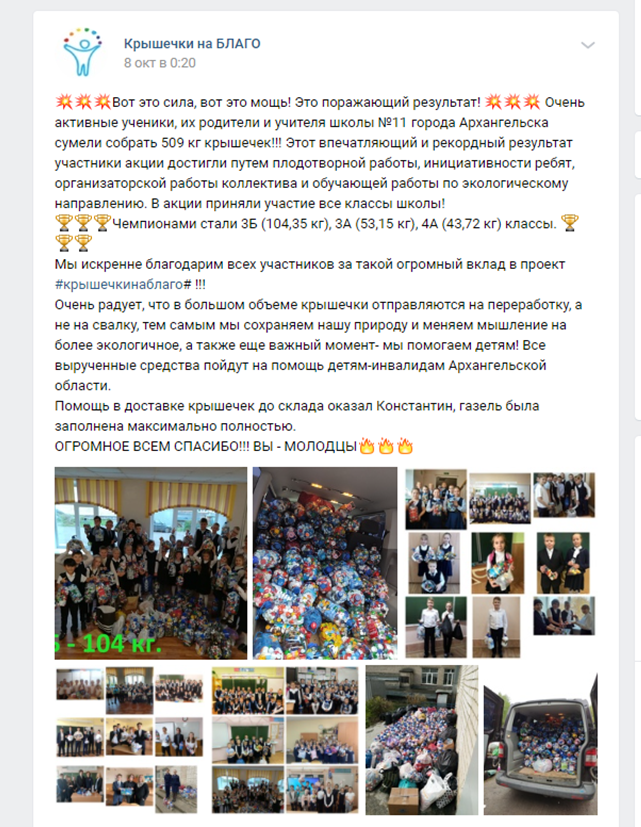 Крышечки на БЛАГО
8 окт в 0:20
💥💥💥Вот это сила, вот это мощь! Это поражающий результат! 💥💥💥 Очень
активные ученики, их родители и учителя школы №11 города Архангельска
сумели собрать 509 кг крышечек!!! Этот впечатляющий и рекордный результат
участники акции достигли путем плодотворной работы, инициативности ребят,
организаторской работы коллектива и обучающей работы по экологическому
направлению. В акции приняли участие все классы школы!
🏆🏆🏆Чемпионами стали 3Б (104,35 кг), 3А (53,15 кг), 4А (43,72 кг) классы. 🏆
🏆🏆
Мы искренне благодарим всех участников за такой огромный вклад в проект
#крышечкинаблаго# !!!
Очень радует, что в большом объеме крышечки отправляются на переработку, а
не на свалку, тем самым мы сохраняем нашу природу и меняем мышление на
более экологичное, а также еще важный момент- мы помогаем детям! Все
вырученные средства пойдут на помощь детям-инвалидам Архангельской
области.
Помощь в доставке крышечек до склада оказал Константин, газель была
заполнена максимально полностью.
ОГРОМНОЕ ВСЕМ СПАСИБО!!! ВЫ - МОЛОДЦЫ🔥🔥🔥
- 104 кг.